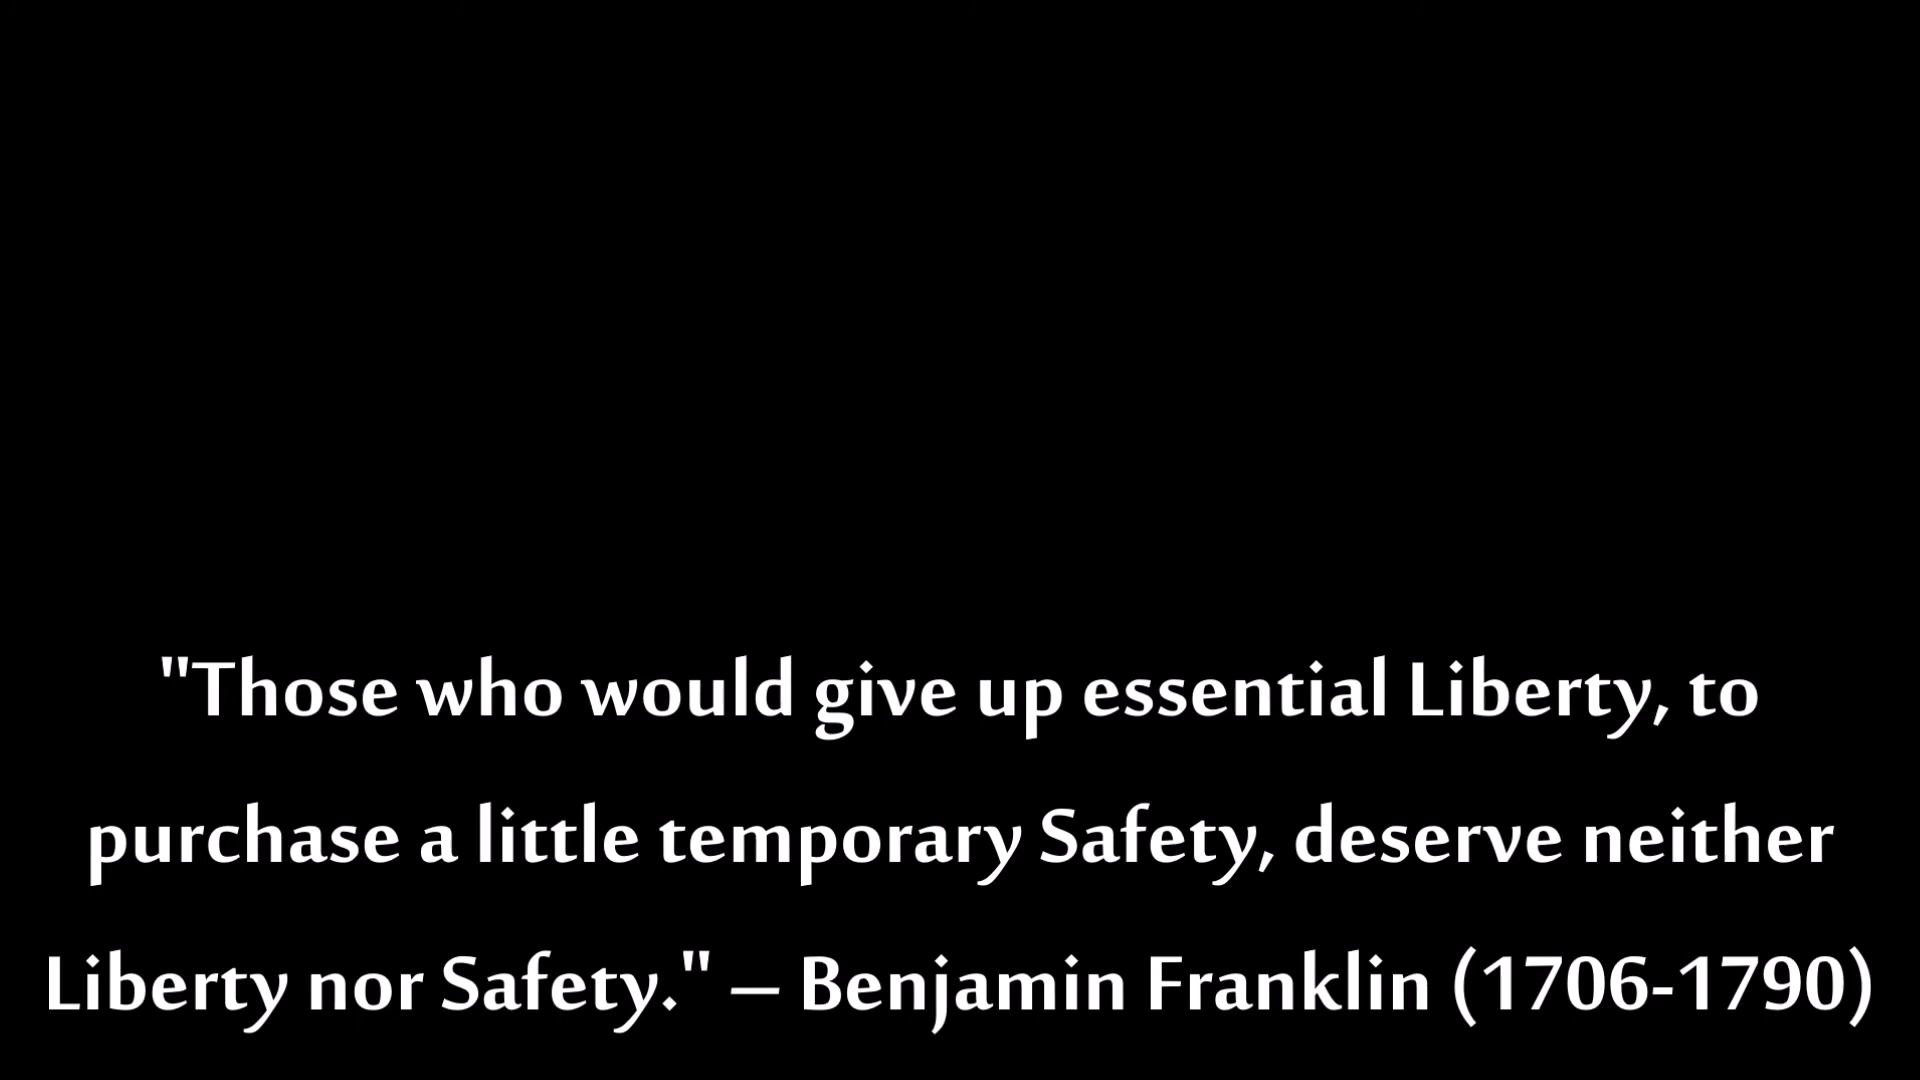 "Those who would give up essential Liberty, to
purchase a little temporary Safety, deserve neither
Liberty nor Safety." – Benjamin Franklin (1706-1790)